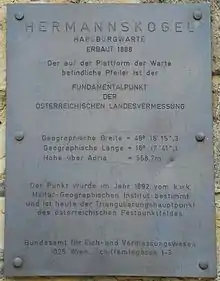 HERMANNSKOGEL
HABSBURGWARTE
ERBAUT 1888
Der auf der Plattform der Warte
befindliche Pfeiler ist der
FUNDAMENTALPUNKT
DER
ÖSTERREICHISCHEN LANDESVERMESSUNG
Geographische Breite = 48° 16' 15",3
Geographische Länge = 16° 17' 41",1
Höhe über Adria =
Der Punkt wurde im Jahr 1892 vom k.u.k.
Militär-Geographischen Institut bestimmt
und ist heute der Triangulierungshauptpunkt
des österreichischen Festpunktfeldes
Bundesamt für Eich- und Vermessungswesen
1025 Wien, Schiffamtsgasse 1-3